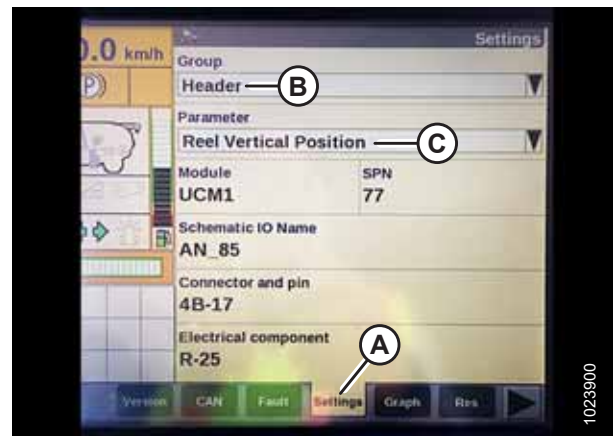 0.0 km/h
Settings
(P)
Group
Header
B
Parameter
Reel Vertical Position
C
Module
SPN
UCM1
77
Schematic IO Name
AN_85
Connector and pin
4B-17
Electrical component
R-25
A
Version
CAN
Fault
Settings
Graph
Res
1023900